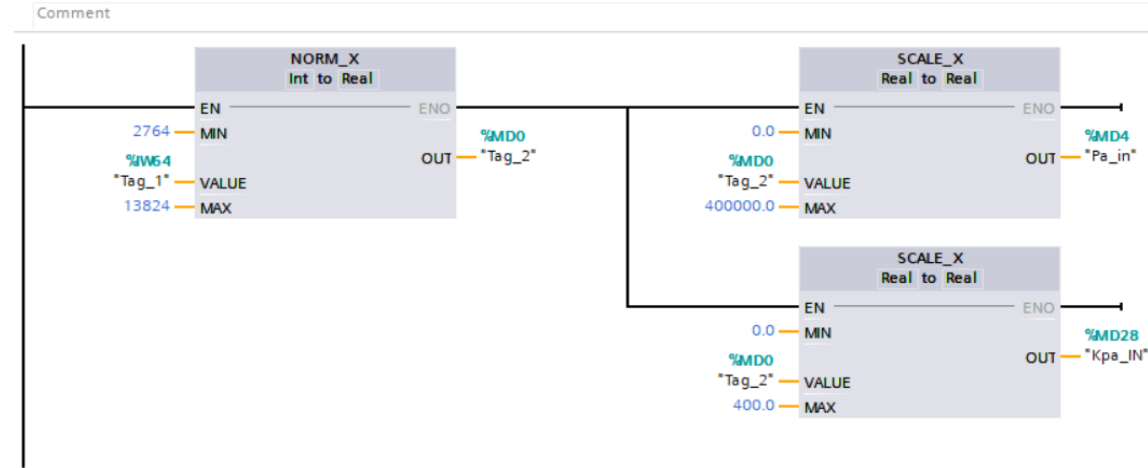 Comment
NORM_X
Int to Real
EN ENO
2764 MIN
%MD0
OUT "Tag_2"
%IW64
"Tag_1" VALUE
13824 MAX
SCALE_X
Real to Real
EN ENO
0.0 MIN
%MD4
OUT "Pa_in"
%MD0
"Tag_2" VALUE
400000.0 MAX
SCALE_X
Real to Real
EN ENO
0.0 MIN
%MD28
OUT "Kpa_IN"
%MD0
"Tag_2" VALUE
400.0 MAX